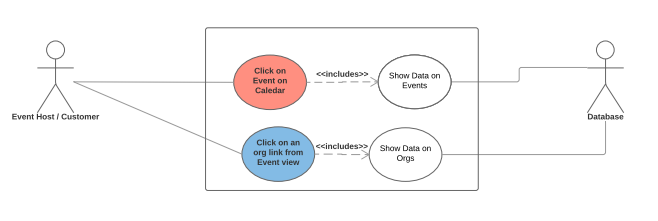 Click on
Event on
Caledar
<<includes>>
Show Data on
Events
Event Host / Customer
Database
Click on an
org link from
Event view
<<includes>>
Show Data on
Orgs